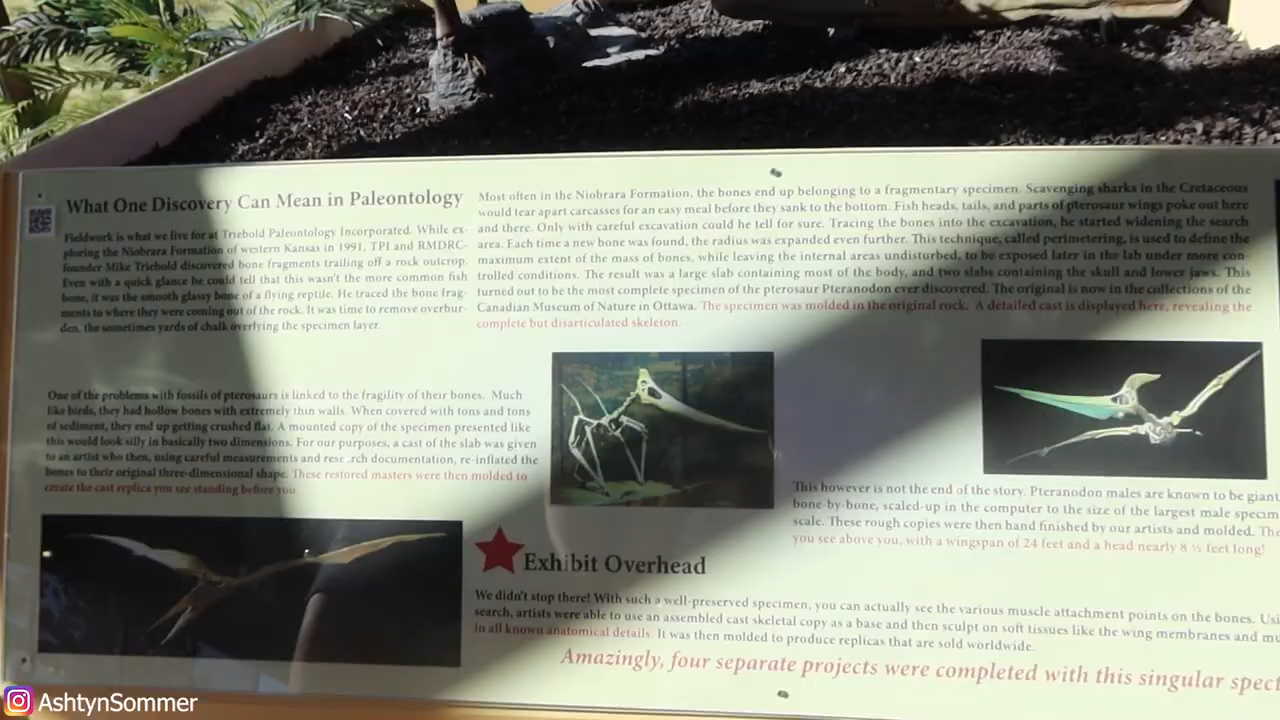 What One Discovery Can Mean in Paleontology
Fieldwork is what we live for at Triebold Paleontology Incorporated. While ex-
ploring the Niobrara Formation of western Kansas in 1991, TPI and RMDRC-
founder Mike Triebold discovered bone fragments trailing off a rock outcrop.
Even with a quick glance he could tell that this wasn't the more common fish
bone, it was the smooth glassy bone of a flying reptile. He traced the bone frag-
ments to where they were coming out of the rock. It was time to remove overbur-
den, the sometimes yards of chalk overlying the specimen layer.
Most often in the Niobrara Formation, the bones end up belonging to a fragmentary specimen. Scavenging sharks in the Cretaceous
would tear apart carcasses for an easy meal before they sank to the bottom. Fish heads, tails, and parts of pterosaur wings poke out here
and there. Only with careful excavation could he tell for sure. Tracing the bones into the excavation, he started widening the search
area. Each time a new bone was found, the radius was expanded even further. This technique, called perimetering, is used to define the
maximum extent of the mass of bones, while leaving the internal areas undisturbed, to be exposed later in the lab under more con-
trolled conditions. The result was a large slab containing most of the body, and two slabs containing the skull and lower jaws. This
turned out to be the most complete specimen of the pterosaur Pteranodon ever discovered. The original is now in the collections of the
Canadian Museum of Nature in Ottawa. The specimen was molded in the original rock. A detailed cast is displayed here, revealing the
complete but disarticulated skeleton.
One of the problems with fossils of pterosaurs is linked to the fragility of their bones. Much
like birds, they had hollow bones with extremely thin walls. When covered with tons and tons
of sediment, they end up getting crushed flat. A mounted copy of the specimen presented like
this would look silly in basically two dimensions. For our purposes, a cast of the slab was given
to an artist who then, using careful measurements and research documentation, re-inflated the
bones to their original three-dimensional shape. These restored masters were then molded to
create the cast replica you see standing before you.
This however is not the end of the story. Pteranodon males are known to be giant
bone-by-bone, scaled-up in the computer to the size of the largest male specim
scale. These rough copies were then hand finished by our artists and molded. The
you see above you, with a wingspan of 24 feet and a head nearly 8 ½ feet long!
Exhibit Overhead
We didn't stop there! With such a well-preserved specimen, you can actually see the various muscle attachment points on the bones. Usi
search, artists were able to use an assembled cast skeletal copy as a base and then sculpt on soft tissues like the wing membranes and mu
in all known anatomical details. It was then molded to produce replicas that are sold worldwide.
Amazingly, four separate projects were completed with this singular spect
AshtynSommer